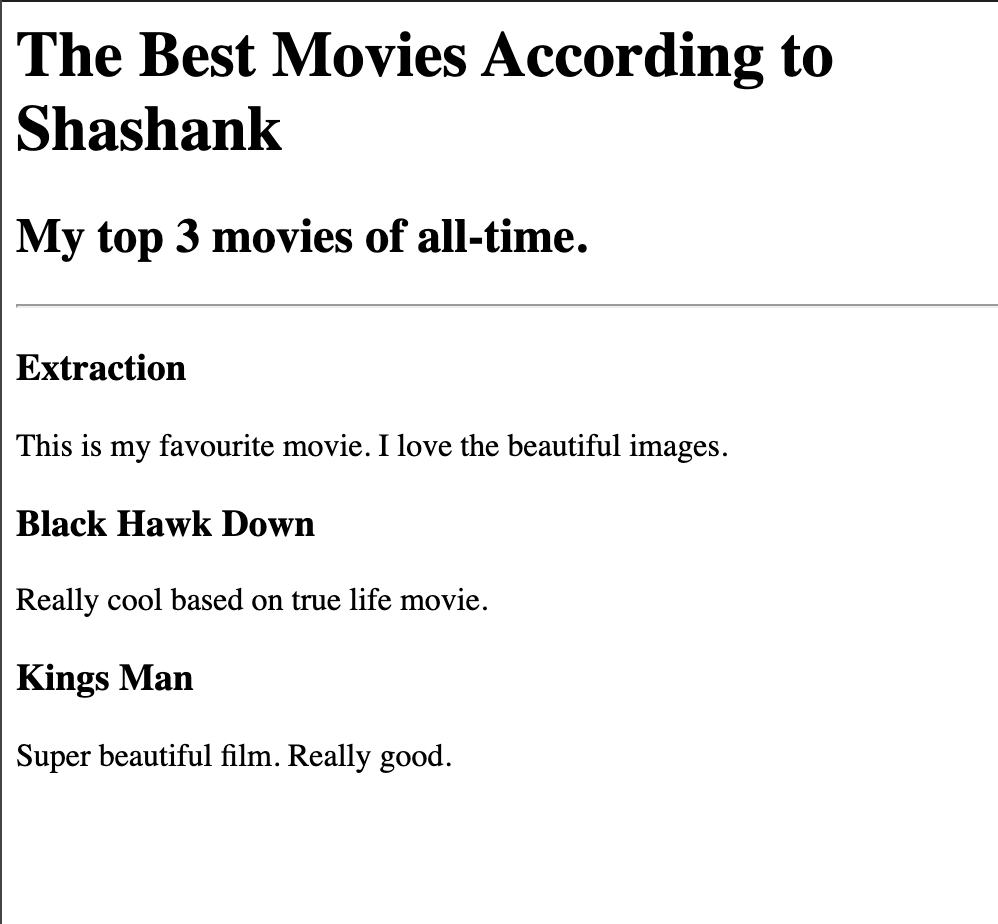 The Best Movies According to
Shashank
My top 3 movies of all-time.
Extraction
This is my favourite movie. I love the beautiful images.
Black Hawk Down
Really cool based on true life movie.
Kings Man
Super beautiful film. Really good.